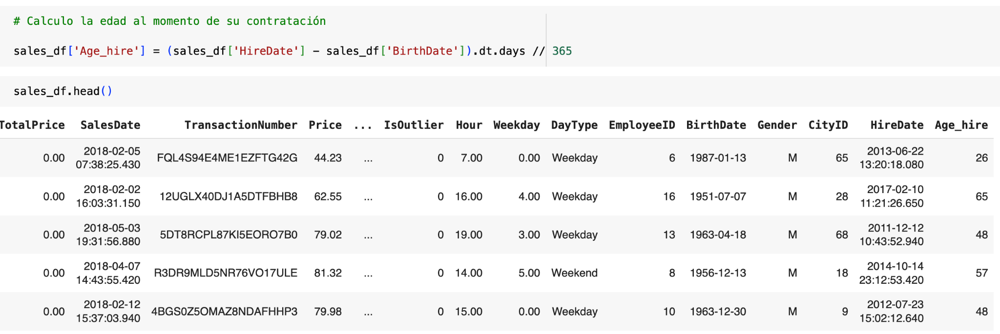 # Calculo la edad al momento de su contratación
sales_df['Age_hire'] = (sales_df['HireDate'] - sales_df['BirthDate']).dt.days // 365
sales_df.head()
TotalPrice SalesDate TransactionNumber Price ... IsOutlier Hour Weekday DayType EmployeeID BirthDate Gender CityID HireDate Age_hire
0.00 2018-02-05 07:38:25.430 FQL4S94E4ME1EZFTG42G 44.23 ... 0 7.00 0.00 Weekday 6 1987-01-13 M 65 2013-06-22 13:20:18.080 26
0.00 2018-02-02 16:03:31.150 12UGLX40DJ1A5DTFBHB8 62.55 ... 0 16.00 4.00 Weekday 16 1951-07-07 M 28 2017-02-10 11:21:26.650 65
0.00 2018-05-03 19:31:56.880 5DT8RCPL87KI5EORO7B0 79.02 ... 0 19.00 3.00 Weekday 13 1963-04-18 M 68 2011-12-12 10:43:52.940 48
0.00 2018-04-07 14:43:55.420 R3DR9MLD5NR76VO17ULE 81.32 ... 0 14.00 5.00 Weekend 8 1956-12-13 M 18 2014-10-14 23:12:53.420 57
0.00 2018-02-12 15:37:03.940 4BGS0Z5OMAZ8NDAFHHP3 79.98 ... 0 15.00 0.00 Weekday 10 1963-12-30 M 9 2012-07-23 15:02:12.640 48